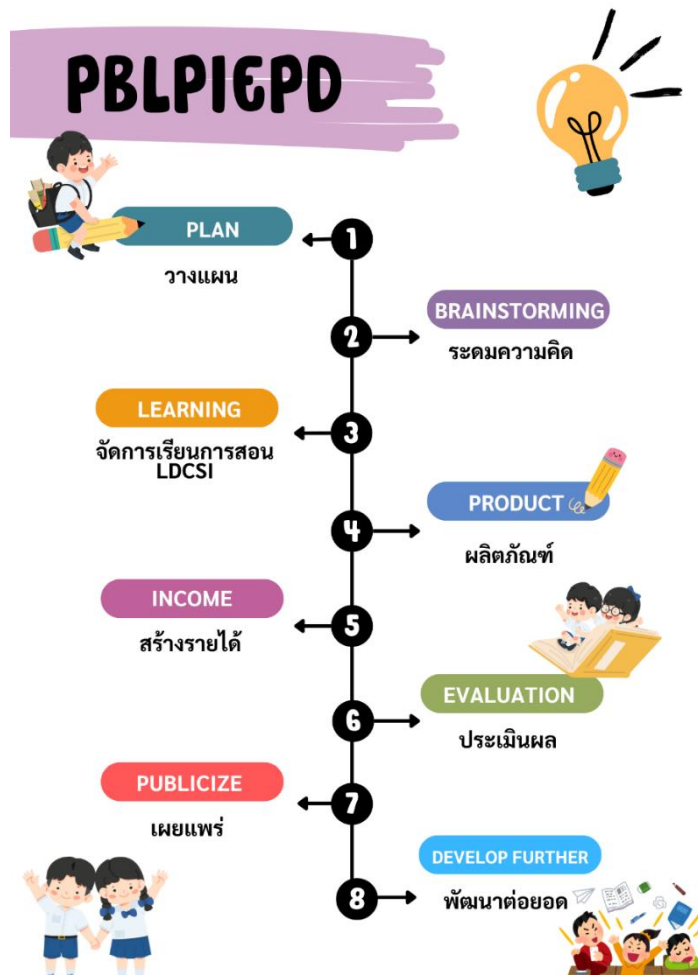 PBLPIEPD
1
PLAN
วางแผน
2
BRAINSTORMING
ระดมความคิด
3
LEARNING
จัดการเรียนการสอน
LDCSI
4
PRODUCT
ผลิตภัณฑ์
5
INCOME
สร้างรายได้
6
EVALUATION
ประเมินผล
7
PUBLICIZE
เผยแพร่
8
DEVELOP FURTHER
พัฒนาต่อยอด